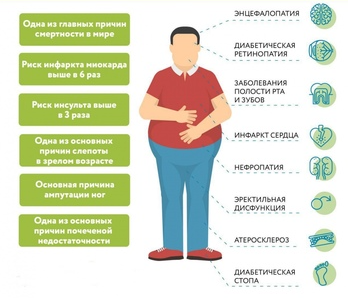 Одна из главных причин
смертности в мире
Риск инфаркта миокарда
выше в 6 раз
Риск инсульта выше
в 3 раза
Одна из основных
причин слепоты
в зрелом возрасте
Основная причина
ампутации ног
Одна из основных
причин почеченой
недостаточности
ЭНЦЕФАЛОПАТИЯ
ДИАБЕТИЧЕСКАЯ
РЕТИНОПАТИЯ
ЗАБОЛЕВАНИЯ
ПОЛОСТИ РТА
И ЗУБОВ
ИНФАРКТ СЕРДЦА
НЕФРОПАТИЯ
ЭРЕКТИЛЬНАЯ
ДИСФУНКЦИЯ
АТЕРОСКЛЕРОЗ
ДИАБЕТИЧЕСКАЯ
СТОПА